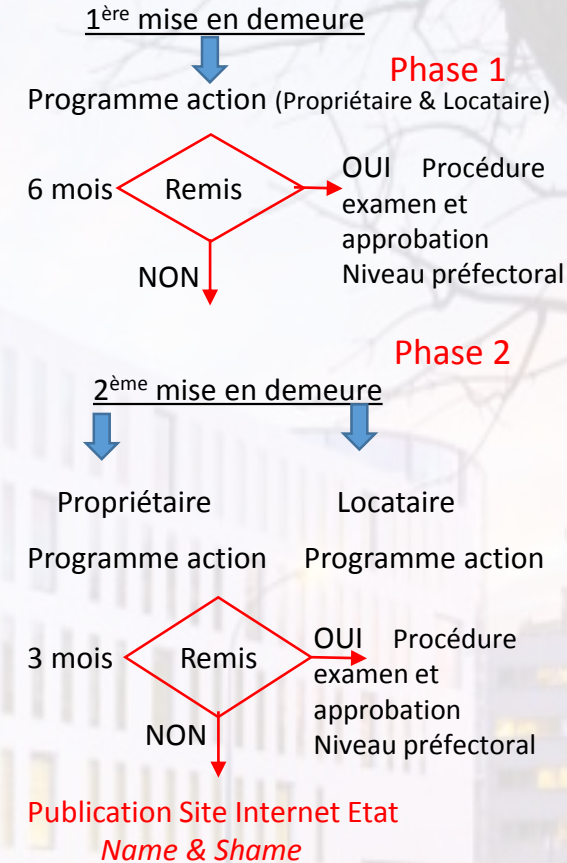 1ère mise en demeure
Phase 1
Programme action (Propriétaire & Locataire)
6 mois Remis OUI Procédure
examen et
approbation
Niveau préfectoral
NON
Phase 2
2ème mise en demeure
Propriétaire Locataire
Programme action Programme action
3 mois Remis OUI Procédure
examen et
approbation
Niveau préfectoral
NON
Publication Site Internet Etat
Name & Shame